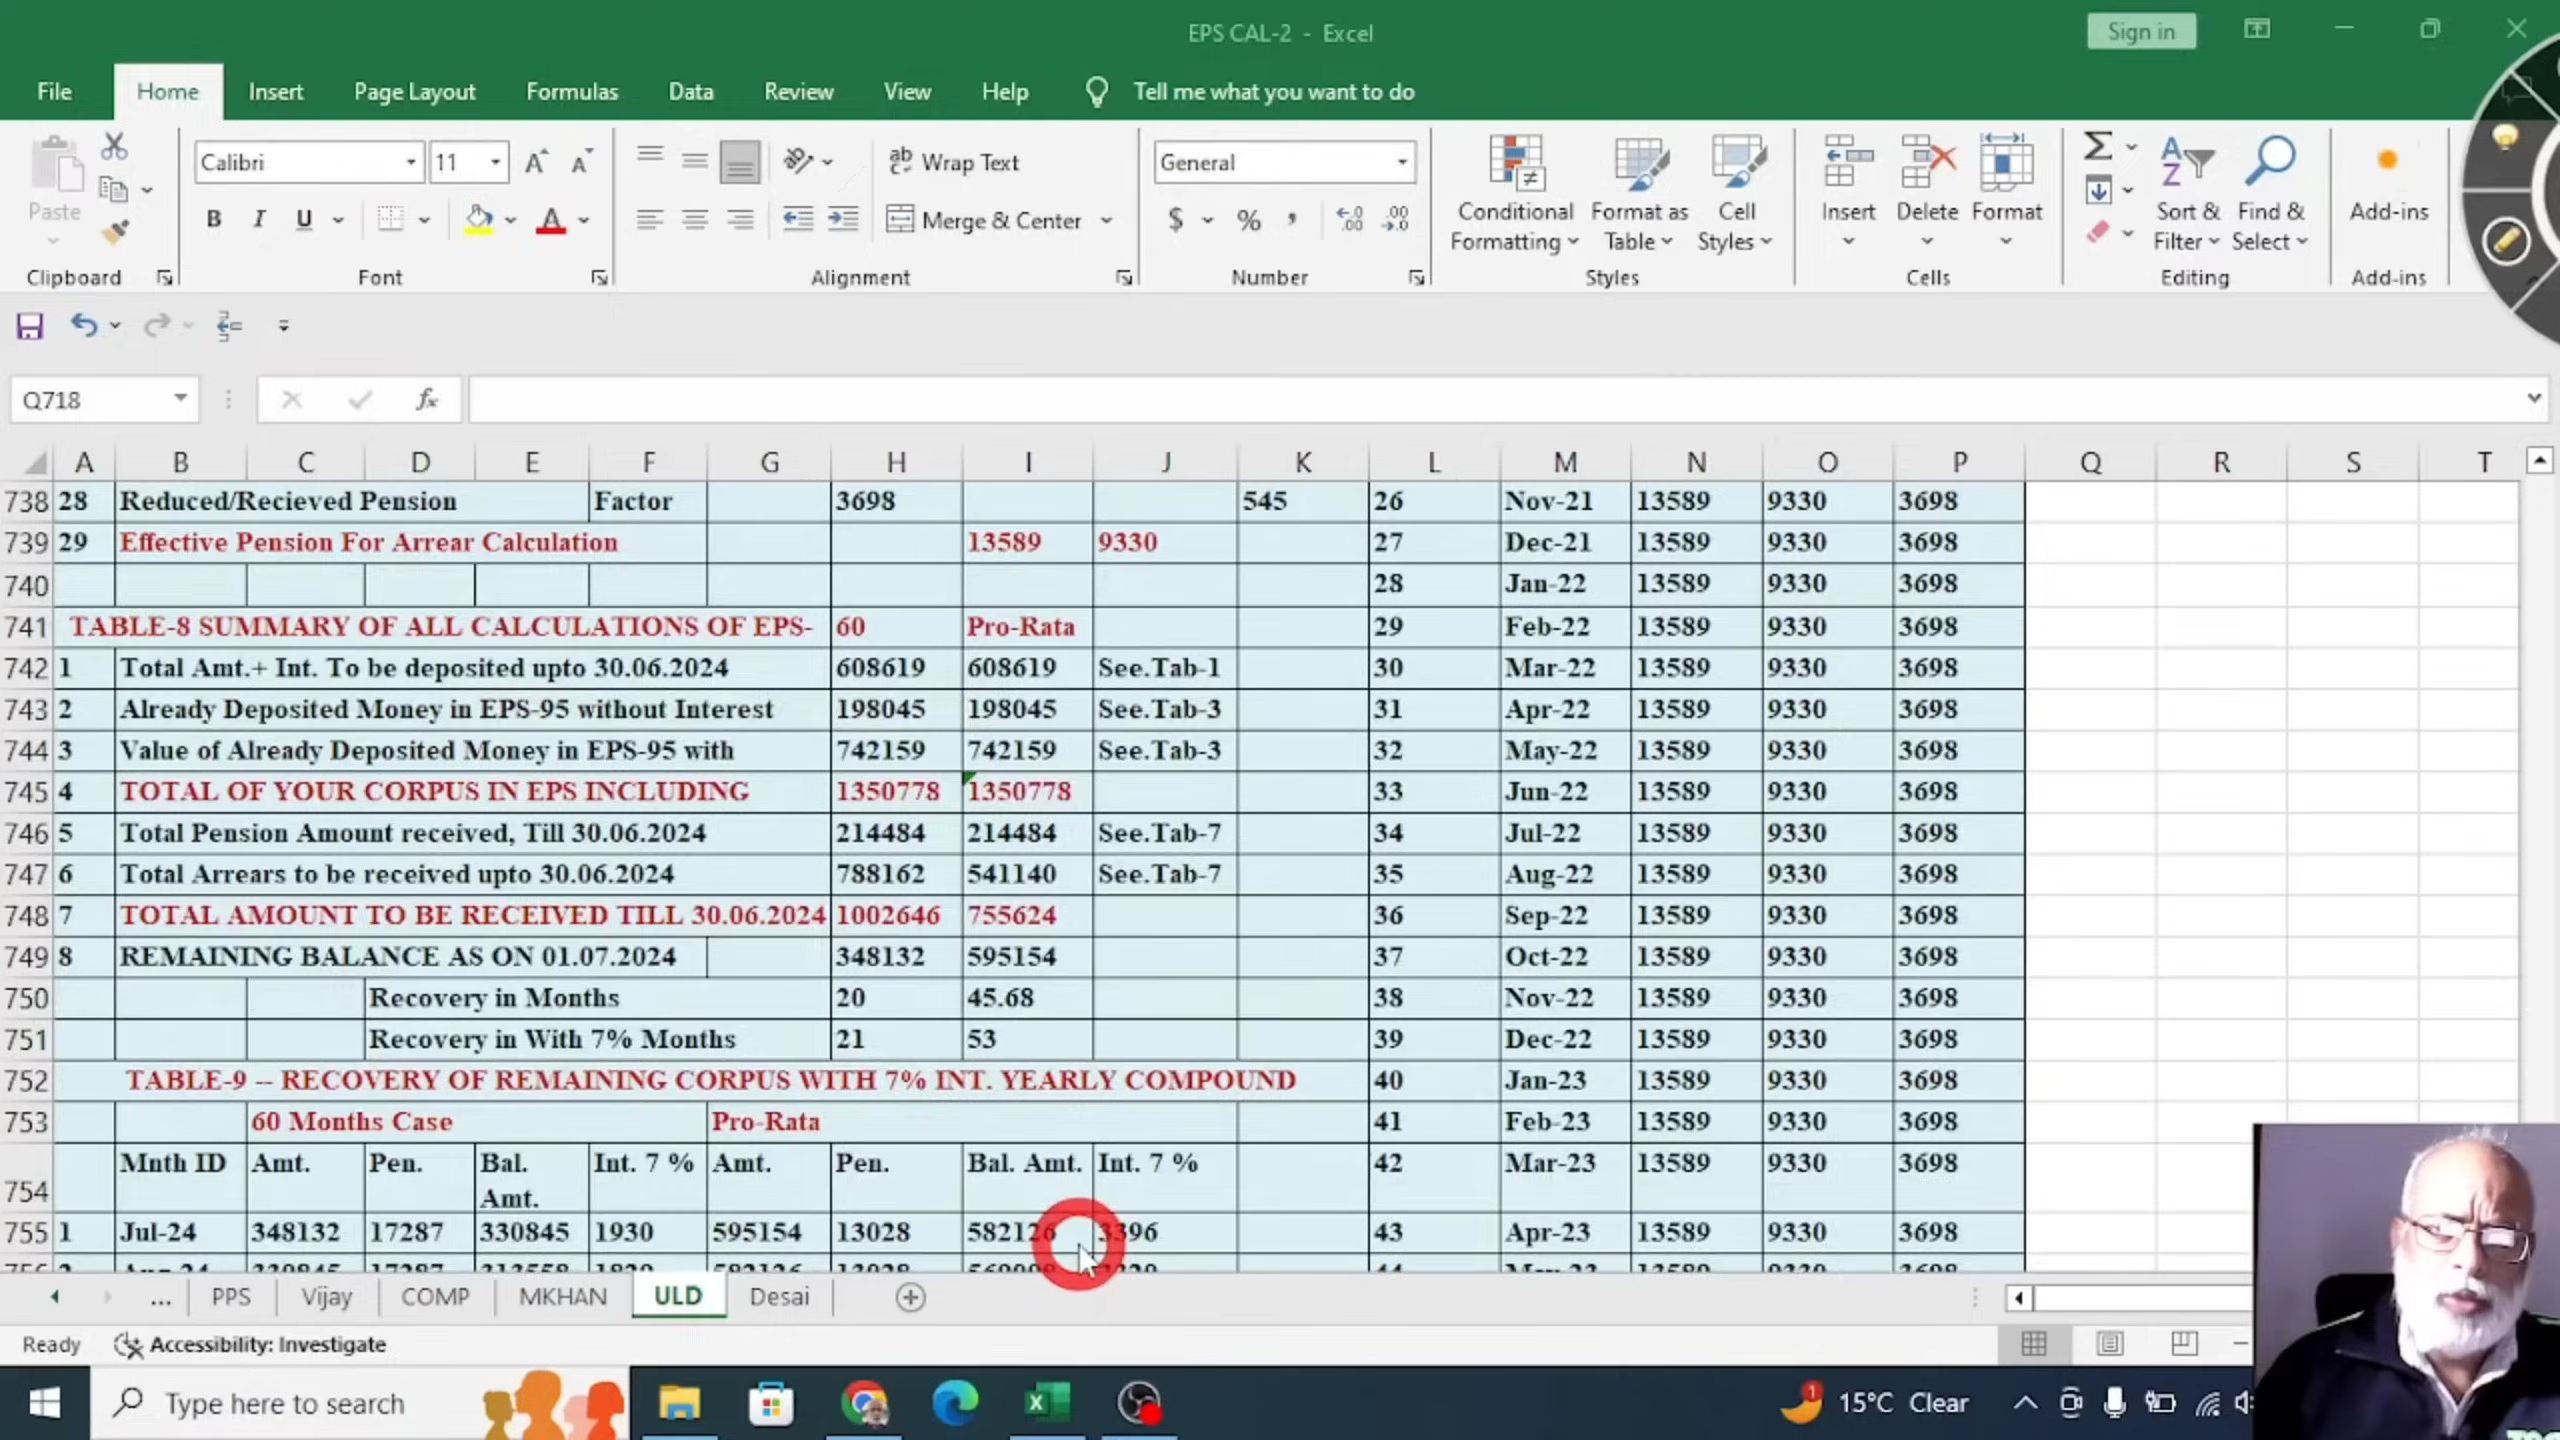 EPS CAL-2 - Excel
Sign in
File Home Insert Page Layout Formulas Data Review View Help Tell me what you want to do
Paste
Calibri 11
B I U
Wrap Text
Merge & Center
General
$ % ,
Conditional Formatting
Format as Table
Cell Styles
Insert Delete Format
Sort & Filter
Find & Select
Add-ins
Clipboard Font Alignment Number Styles Cells Editing Add-ins
Q718 fx
A B C D E F G H I J K L M N O P Q R S T
738 28 Reduced/Recieved Pension Factor 3698 545 26 Nov-21 13589 9330 3698
739 29 Effective Pension For Arrear Calculation 13589 9330 27 Dec-21 13589 9330 3698
740 28 Jan-22 13589 9330 3698
741 TABLE-8 SUMMARY OF ALL CALCULATIONS OF EPS- 60 Pro-Rata 29 Feb-22 13589 9330 3698
742 1 Total Amt.+ Int. To be deposited upto 30.06.2024 608619 608619 See.Tab-1 30 Mar-22 13589 9330 3698
743 2 Already Deposited Money in EPS-95 without Interest 198045 198045 See.Tab-3 31 Apr-22 13589 9330 3698
744 3 Value of Already Deposited Money in EPS-95 with 742159 742159 See.Tab-3 32 May-22 13589 9330 3698
745 4 TOTAL OF YOUR CORPUS IN EPS INCLUDING 1350778 1350778 33 Jun-22 13589 9330 3698
746 5 Total Pension Amount received, Till 30.06.2024 214484 214484 See.Tab-7 34 Jul-22 13589 9330 3698
747 6 Total Arrears to be received upto 30.06.2024 788162 541140 See.Tab-7 35 Aug-22 13589 9330 3698
748 7 TOTAL AMOUNT TO BE RECEIVED TILL 30.06.2024 1002646 755624 36 Sep-22 13589 9330 3698
749 8 REMAINING BALANCE AS ON 01.07.2024 348132 595154 37 Oct-22 13589 9330 3698
750 Recovery in Months 20 45.68 38 Nov-22 13589 9330 3698
751 Recovery in With 7% Months 21 53 39 Dec-22 13589 9330 3698
752 TABLE-9 -- RECOVERY OF REMAINING CORPUS WITH 7% INT. YEARLY COMPOUND 40 Jan-23 13589 9330 3698
753 60 Months Case Pro-Rata 41 Feb-23 13589 9330 3698
754 Mnth ID Amt. Pen. Bal. Amt. Int. 7 % Amt. Pen. Bal. Amt. Int. 7 % 42 Mar-23 13589 9330 3698
755 1 Jul-24 348132 17287 330845 1930 595154 13028 582126 3396 43 Apr-23 13589 9330 3698
... PPS Vijay COMP MKHAN ULD Desai
Ready Accessibility: Investigate
Type here to search
1 15°C Clear